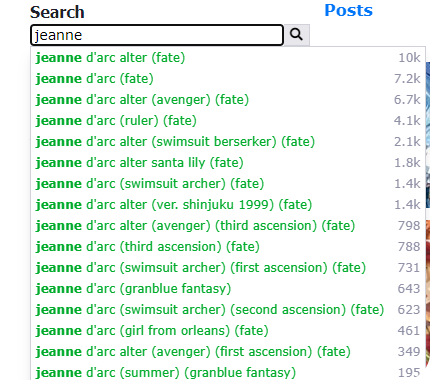 Search
Posts
jeanne
jeanne d'arc alter (fate) 10k
jeanne d'arc (fate) 7.2k
jeanne d'arc alter (avenger) (fate) 6.7k
jeanne d'arc (ruler) (fate) 4.1k
jeanne d'arc alter (swimsuit berserker) (fate) 2.1k
jeanne d'arc alter santa lily (fate) 1.8k
jeanne d'arc (swimsuit archer) (fate) 1.4k
jeanne d'arc alter (ver. shinjuku 1999) (fate) 1.4k
jeanne d'arc alter (avenger) (third ascension) (fate) 798
jeanne d'arc (third ascension) (fate) 788
jeanne d'arc (swimsuit archer) (first ascension) (fate) 731
jeanne d'arc (granblue fantasy) 643
jeanne d'arc (swimsuit archer) (second ascension) (fate) 623
jeanne d'arc (girl from orleans) (fate) 461
jeanne d'arc alter (avenger) (first ascension) (fate) 349
jeanne d'arc (summer) (granblue fantasy) 195